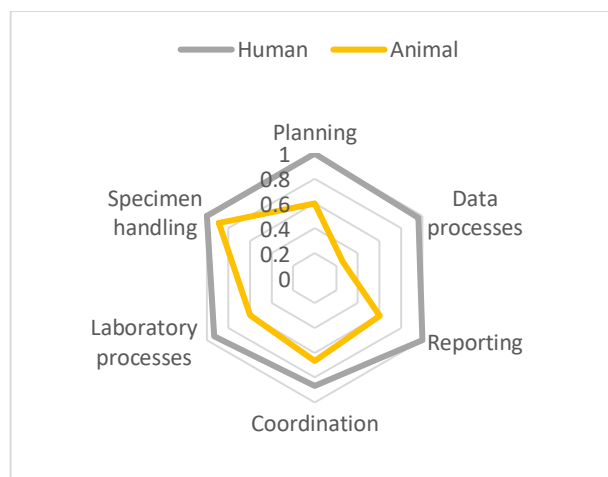 Human
Animal
Planning
1
0.8
0.6
0.4
0.2
0
Data
processes
Reporting
Coordination
Laboratory
processes
Specimen
handling